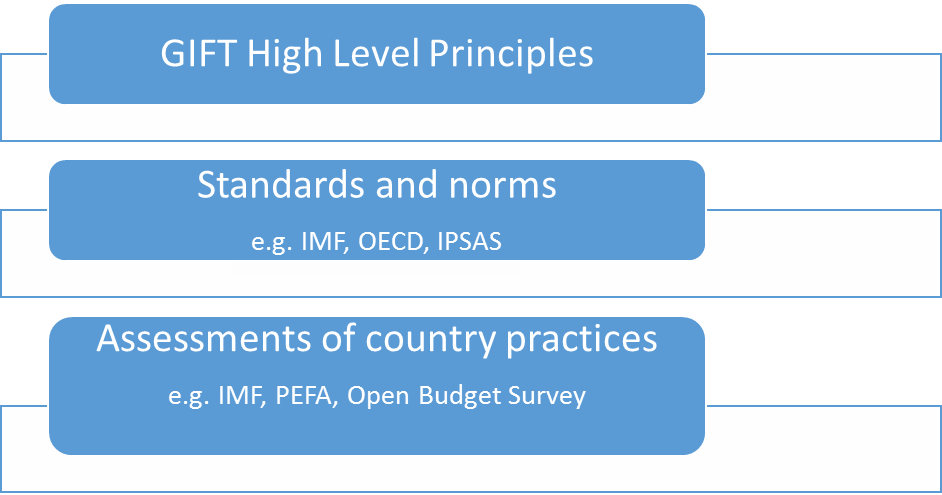 GIFT High Level Principles
Standards and norms
e.g. IMF, OECD, IPSAS
Assessments of country practices
e.g. IMF, PEFA, Open Budget Survey